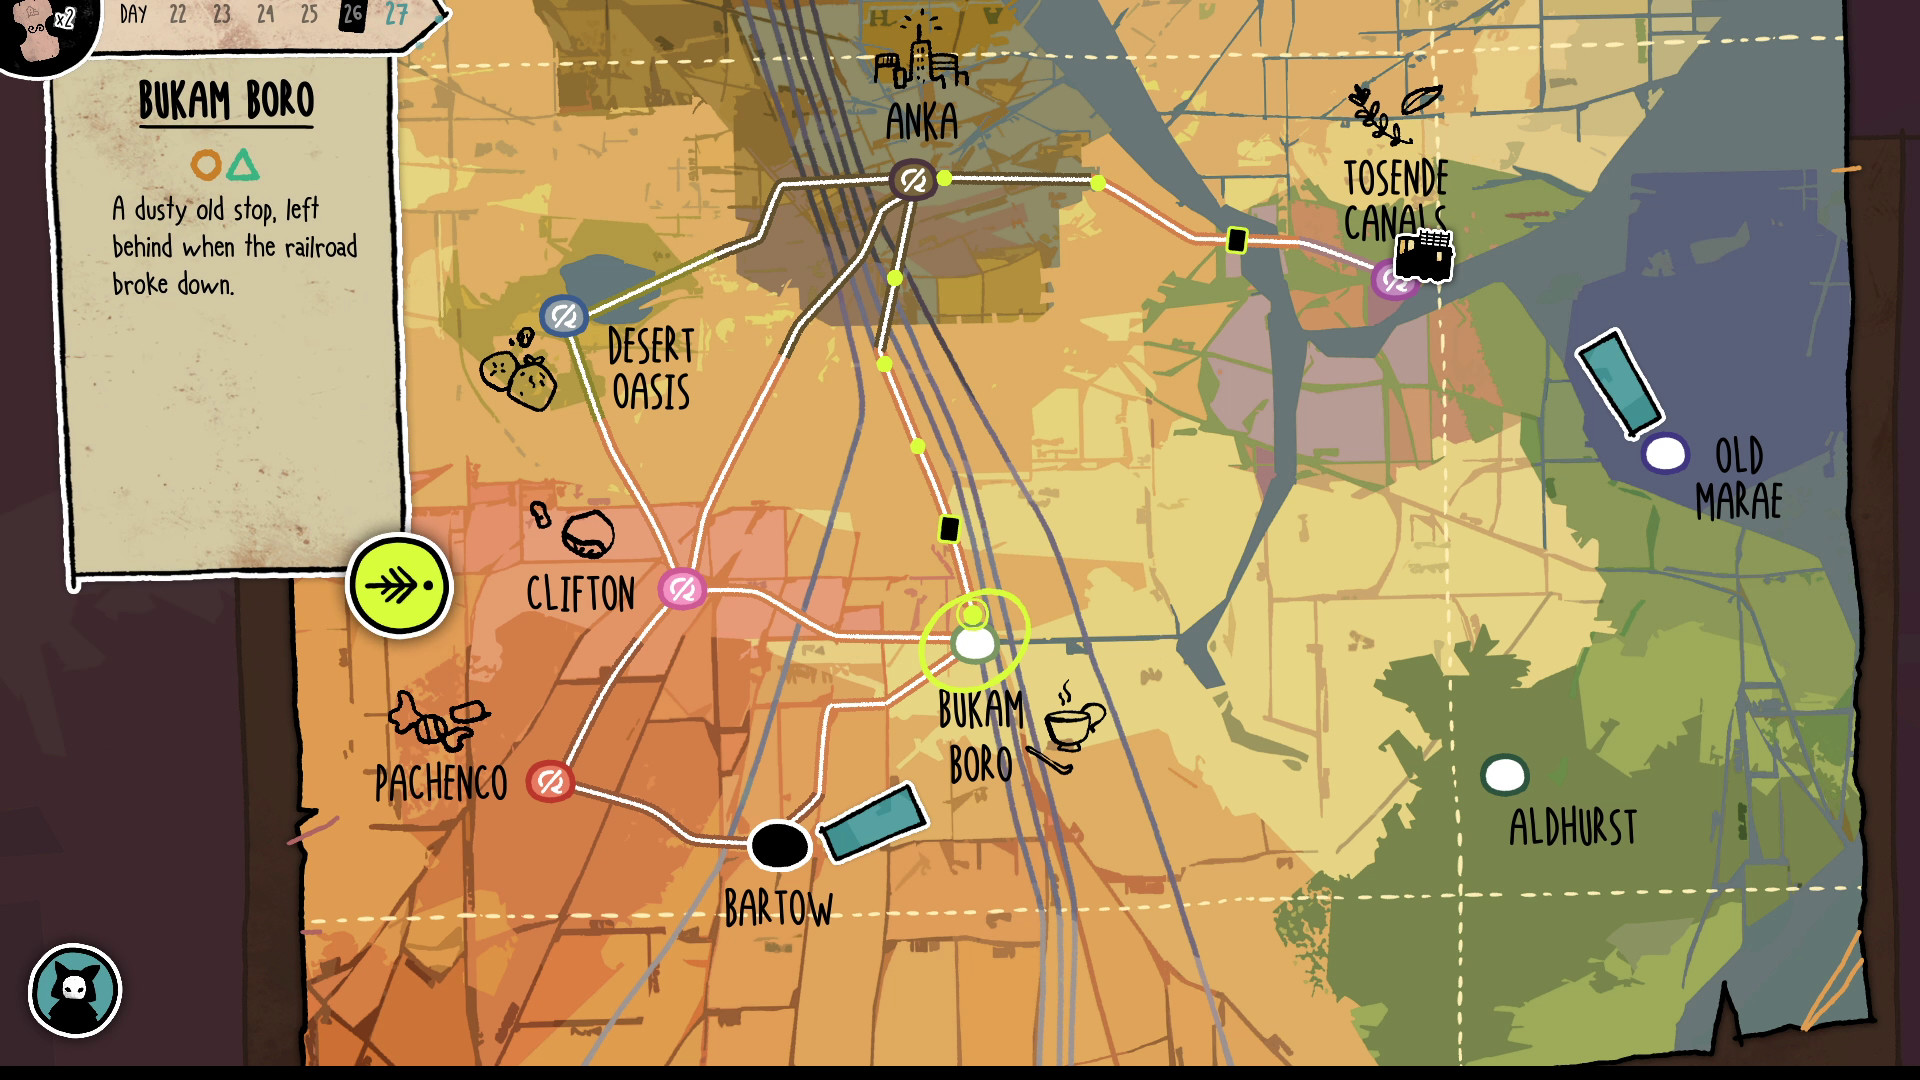 x2
DAY 22 23 24 25 26 27
BUKAM BORO
A dusty old stop, left
behind when the railroad
broke down.
ANKA
TOSENDE
CANALS
DESERT
OASIS
OLD
MARAE
CLIFTON
BUKAM
BORO
PACHENCO
ALDHURST
BARTOW